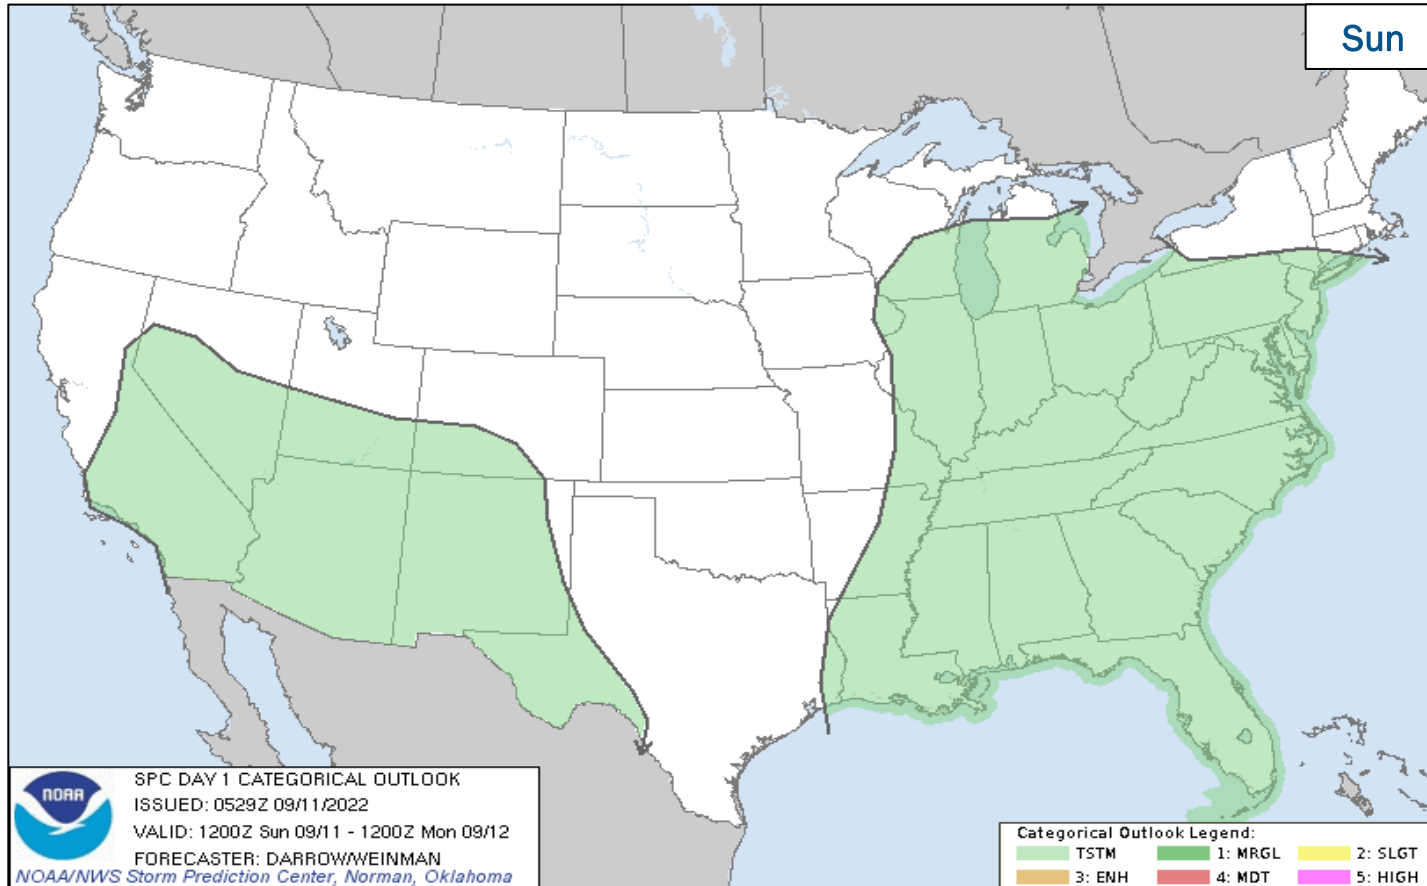 Sun
SPC DAY 1 CATEGORICAL OUTLOOK
ISSUED: 0529Z 09/11/2022
VALID: 1200Z Sun 09/11 - 1200Z Mon 09/12
FORECASTER: DARROW/WEINMAN
NOAA/NWS Storm Prediction Center, Norman, Oklahoma
NOAA
Categorical Outlook Legend:
TSTM 1: MRGL 2: SLGT
3: ENH 4: MDT 5: HIGH